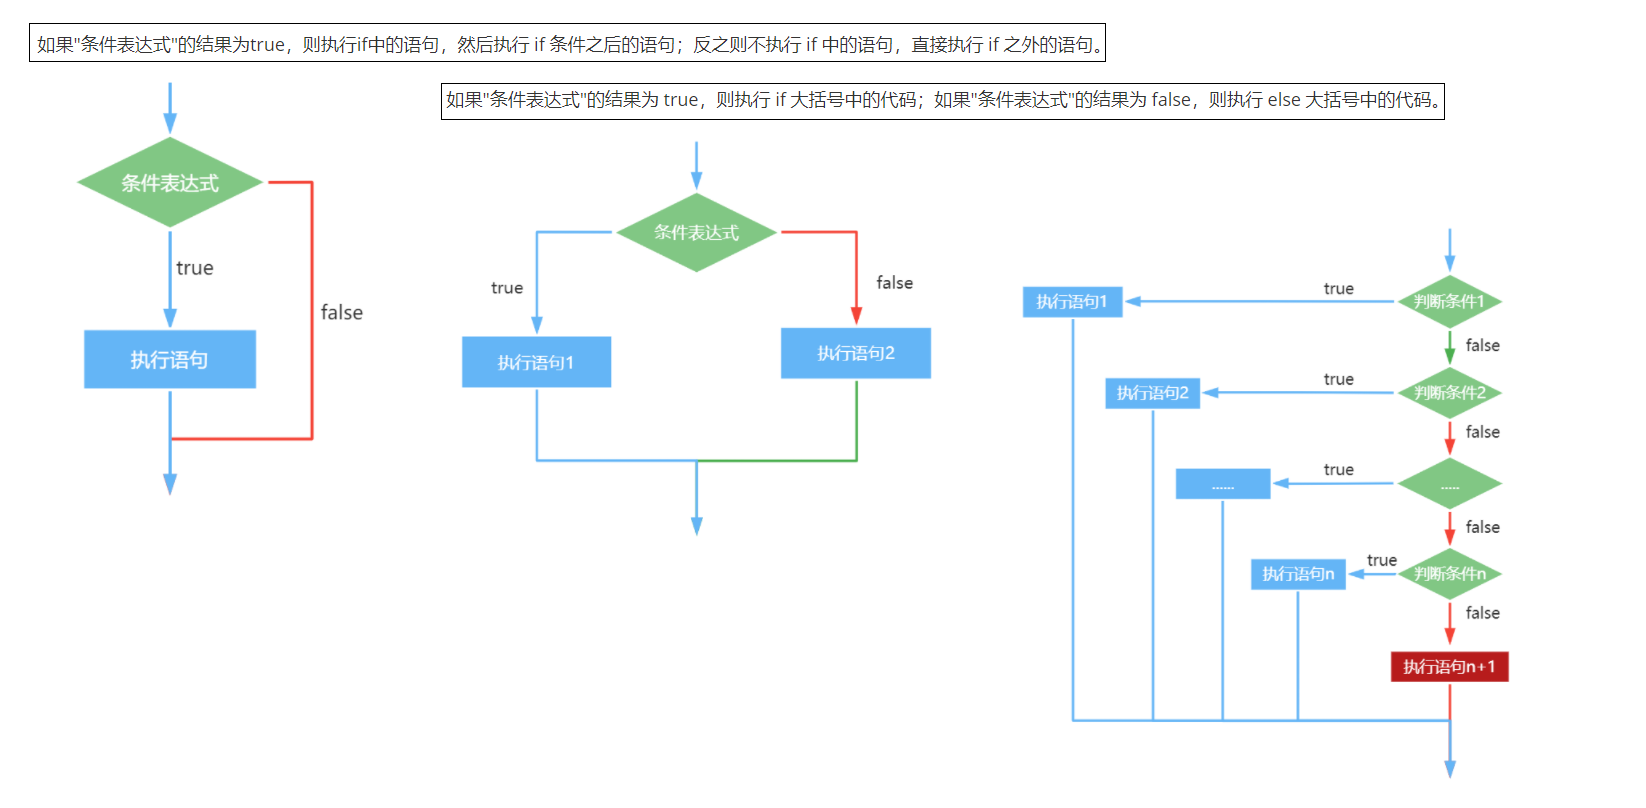 如果"条件表达式"的结果为true，则执行if中的语句，然后执行 if 条件之后的语句；反之则不执行 if 中的语句，直接执行 if 之外的语句。
如果"条件表达式"的结果为 true，则执行 if 大括号中的代码；如果"条件表达式"的结果为 false，则执行 else 大括号中的代码。
条件表达式
true
false
执行语句
条件表达式
true
false
执行语句1
执行语句2
判断条件1
true
执行语句1
false
判断条件2
true
执行语句2
false
.....
true
......
false
判断条件n
true
执行语句n
false
执行语句n+1